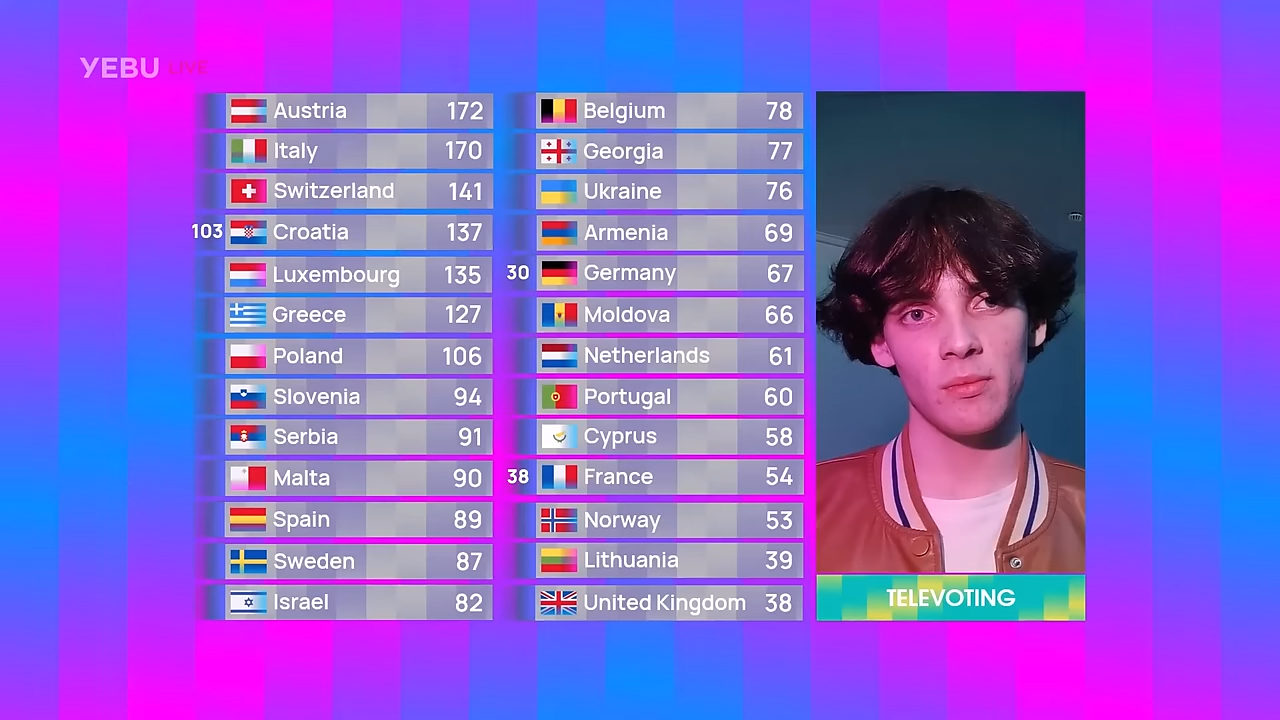 YEBU LIVE
Austria 172
Italy 170
Switzerland 141
103 Croatia 137
Luxembourg 135
Greece 127
Poland 106
Slovenia 94
Serbia 91
Malta 90
Spain 89
Sweden 87
Israel 82
Belgium 78
Georgia 77
Ukraine 76
Armenia 69
30 Germany 67
Moldova 66
Netherlands 61
Portugal 60
Cyprus 58
38 France 54
Norway 53
Lithuania 39
United Kingdom 38
TELEVOTING